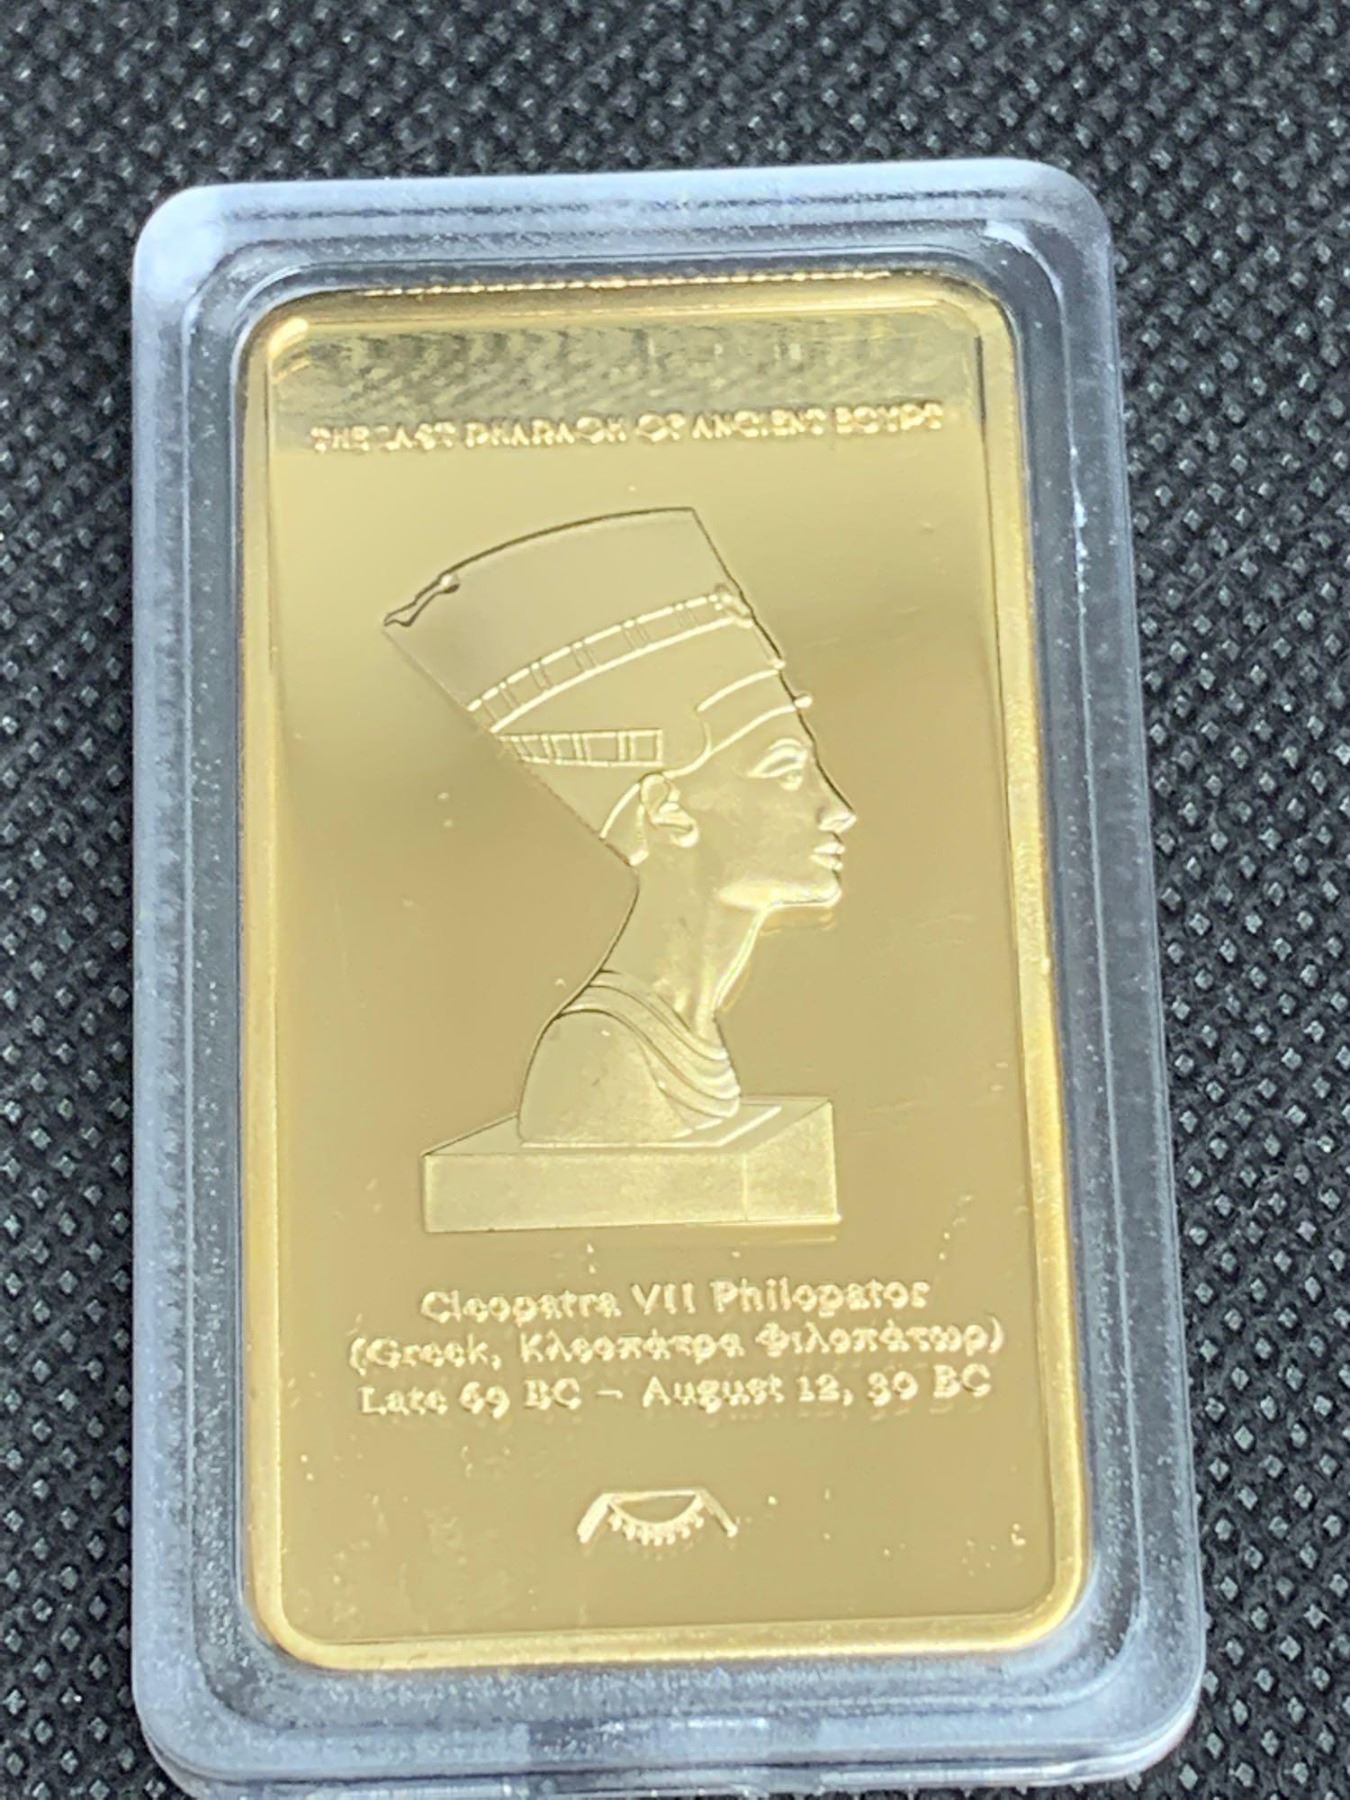 THE LAST PHARAOH OF ANCIENT EGYPT
Cleopatra VII Philopator
(Greek, Κλεοπάτρα Φιλοπάτωρ)
Late 69 BC – August 12, 30 BC